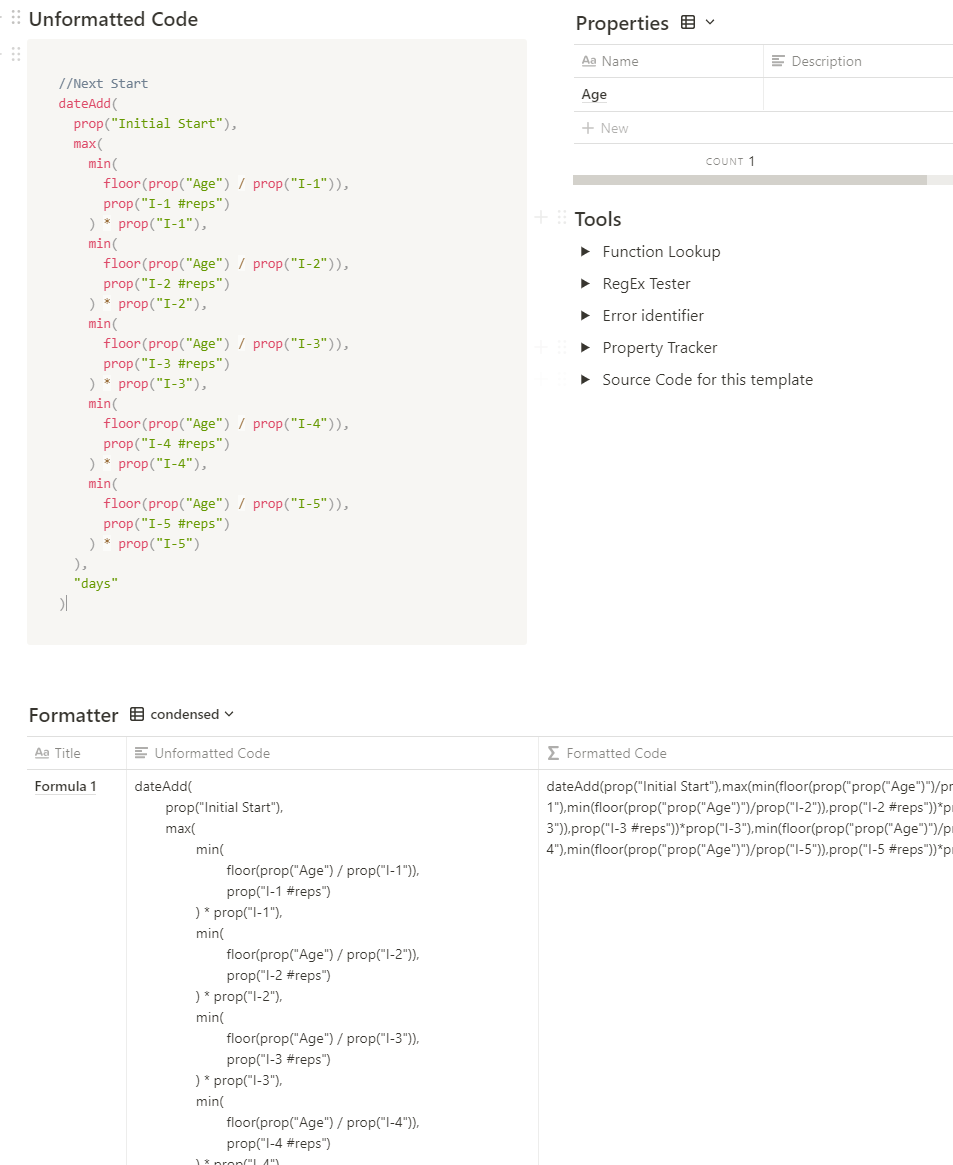 Unformatted Code
//Next Start
dateAdd(
  prop("Initial Start"),
  max(
    min(
      floor(prop("Age") / prop("I-1")),
      prop("I-1 #reps")
    ) * prop("I-1"),
    min(
      floor(prop("Age") / prop("I-2")),
      prop("I-2 #reps")
    ) * prop("I-2"),
    min(
      floor(prop("Age") / prop("I-3")),
      prop("I-3 #reps")
    ) * prop("I-3"),
    min(
      floor(prop("Age") / prop("I-4")),
      prop("I-4 #reps")
    ) * prop("I-4"),
    min(
      floor(prop("Age") / prop("I-5")),
      prop("I-5 #reps")
    ) * prop("I-5")
  ),
  "days"
)
Properties
Aa Name Description
Age
+ New
COUNT 1
Tools
Function Lookup
RegEx Tester
Error identifier
Property Tracker
Source Code for this template
Formatter condensed
Aa Title Unformatted Code Σ Formatted Code
Formula 1
dateAdd(
prop("Initial Start"),
max(
min(
floor(prop("Age") / prop("I-1")),
prop("I-1 #reps")
) * prop("I-1"),
min(
floor(prop("Age") / prop("I-2")),
prop("I-2 #reps")
) * prop("I-2"),
min(
floor(prop("Age") / prop("I-3")),
prop("I-3 #reps")
) * prop("I-3"),
min(
floor(prop("Age") / prop("I-4")),
prop("I-4 #reps")
) * prop("I-4"),
dateAdd(prop("Initial Start"),max(min(floor(prop("prop("Age")")/pr
1"),min(floor(prop("prop("Age")")/prop("I-2")),prop("I-2 #reps"))*pr
3")),prop("I-3 #reps"))*prop("I-3"),min(floor(prop("prop("Age")")/pr
4"),min(floor(prop("prop("Age")")/prop("I-5")),prop("I-5 #reps"))*pr